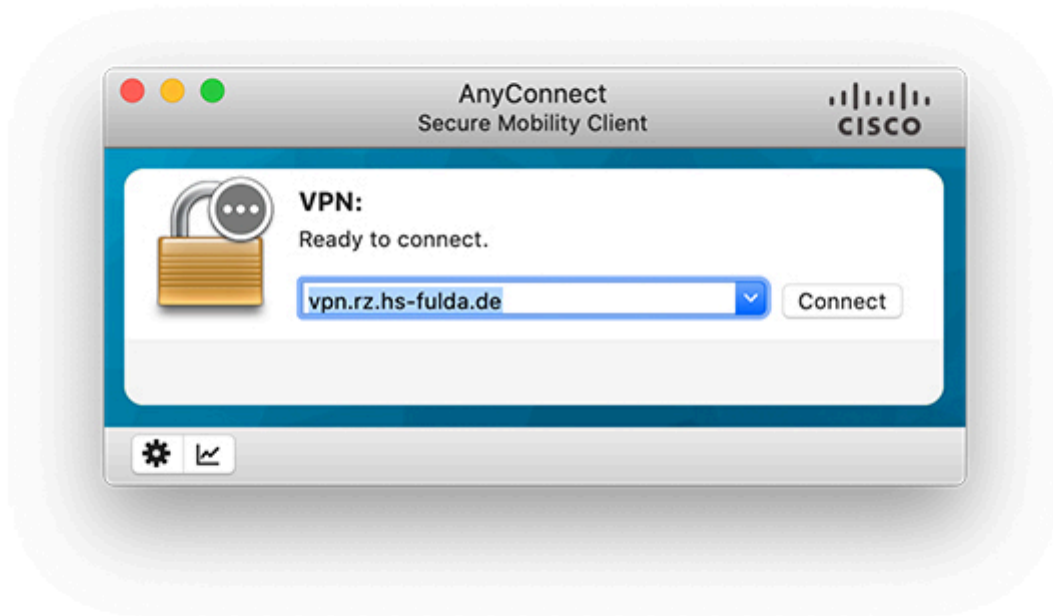 AnyConnect
Secure Mobility Client
CISCO
VPN:
Ready to connect.
vpn.rz.hs-fulda.de
Connect